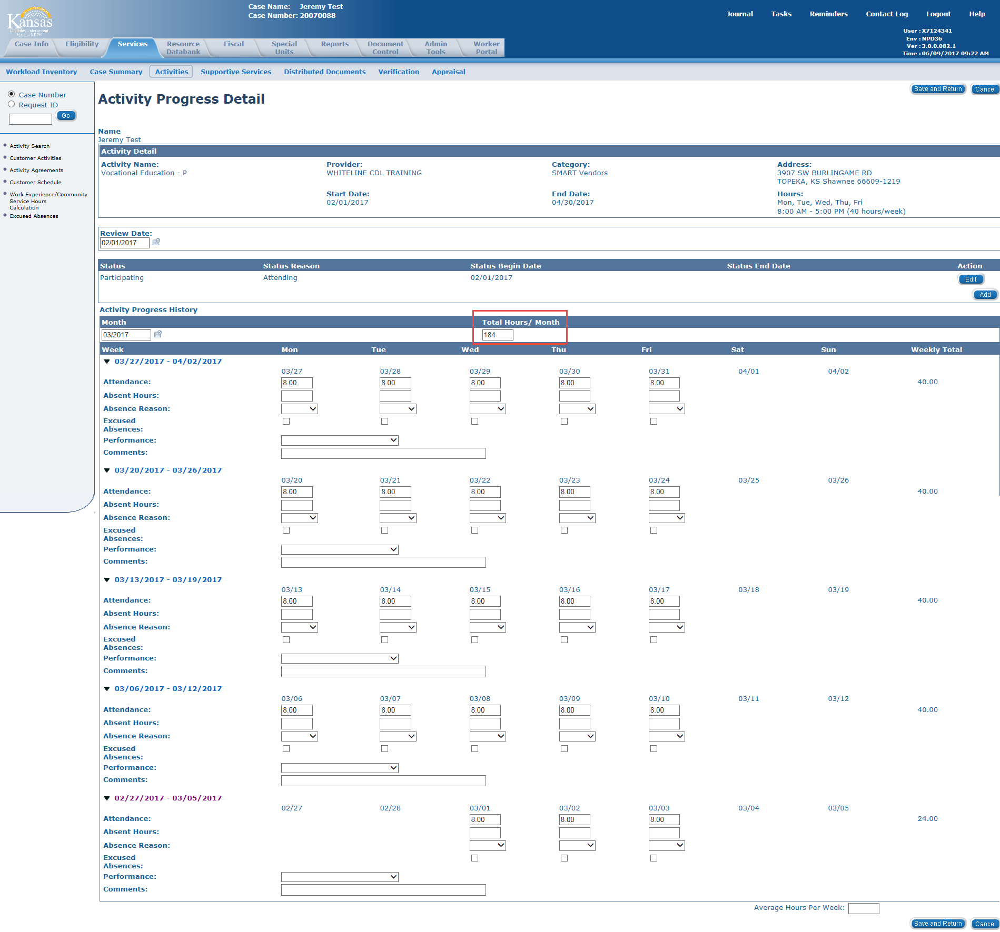 Case Name: Jeremy Test
Case Number: 20070088
Journal Tasks Reminders Contact Log Logout Help
Kansas
Eligibility Enforcement
System (KEES)
User : X7124341
Env : NPD36
Ver : 3.0.0.082.1
Time : 06/09/2017 09:22 AM
Case Info Eligibility Services Resource Databank Fiscal Special Units Reports Document Control Admin Tools Worker Portal
Workload Inventory Case Summary Activities Supportive Services Distributed Documents Verification Appraisal
Case Number
Request ID
Go
Activity Search
Customer Activities
Activity Agreements
Customer Schedule
Work Experience/Community
Service Hours
Calculation
Excused Absences
Activity Progress Detail
Save and Return Cancel
Name
Jeremy Test
Activity Detail
Activity Name: Provider: Category: Address:
Vocational Education - P WHITELINE CDL TRAINING SMART Vendors 3907 SW BURLINGAME RD
TOPEKA, KS Shawnee 66609-1219
Start Date: End Date: Hours:
02/01/2017 04/30/2017 Mon, Tue, Wed, Thu, Fri
8:00 AM - 5:00 PM (40 hours/week)
Review Date:
02/01/2017
Status Status Reason Status Begin Date Status End Date Action
Participating Attending 02/01/2017 Edit
Add
Activity Progress History
Month Total Hours/ Month
03/2017 184
Week Mon Tue Wed Thu Fri Sat Sun Weekly Total
03/27/2017 - 04/02/2017
03/27 03/28 03/29 03/30 03/31 04/01 04/02
Attendance: 8.00 8.00 8.00 8.00 8.00 40.00
Absent Hours:
Absence Reason:
Excused
Absences:
Performance:
Comments:
03/20/2017 - 03/26/2017
03/20 03/21 03/22 03/23 03/24 03/25 03/26
Attendance: 8.00 8.00 8.00 8.00 8.00 40.00
Absent Hours:
Absence Reason:
Excused
Absences:
Performance:
Comments:
03/13/2017 - 03/19/2017
03/13 03/14 03/15 03/16 03/17 03/18 03/19
Attendance: 8.00 8.00 8.00 8.00 8.00 40.00
Absent Hours:
Absence Reason:
Excused
Absences:
Performance:
Comments:
03/06/2017 - 03/12/2017
03/06 03/07 03/08 03/09 03/10 03/11 03/12
Attendance: 8.00 8.00 8.00 8.00 8.00 40.00
Absent Hours:
Absence Reason:
Excused
Absences:
Performance:
Comments:
02/27/2017 - 03/05/2017
02/27 02/28 03/01 03/02 03/03 03/04 03/05
Attendance: 8.00 8.00 8.00 24.00
Absent Hours:
Absence Reason:
Excused
Absences:
Performance:
Comments:
Average Hours Per Week:
Save and Return Cancel